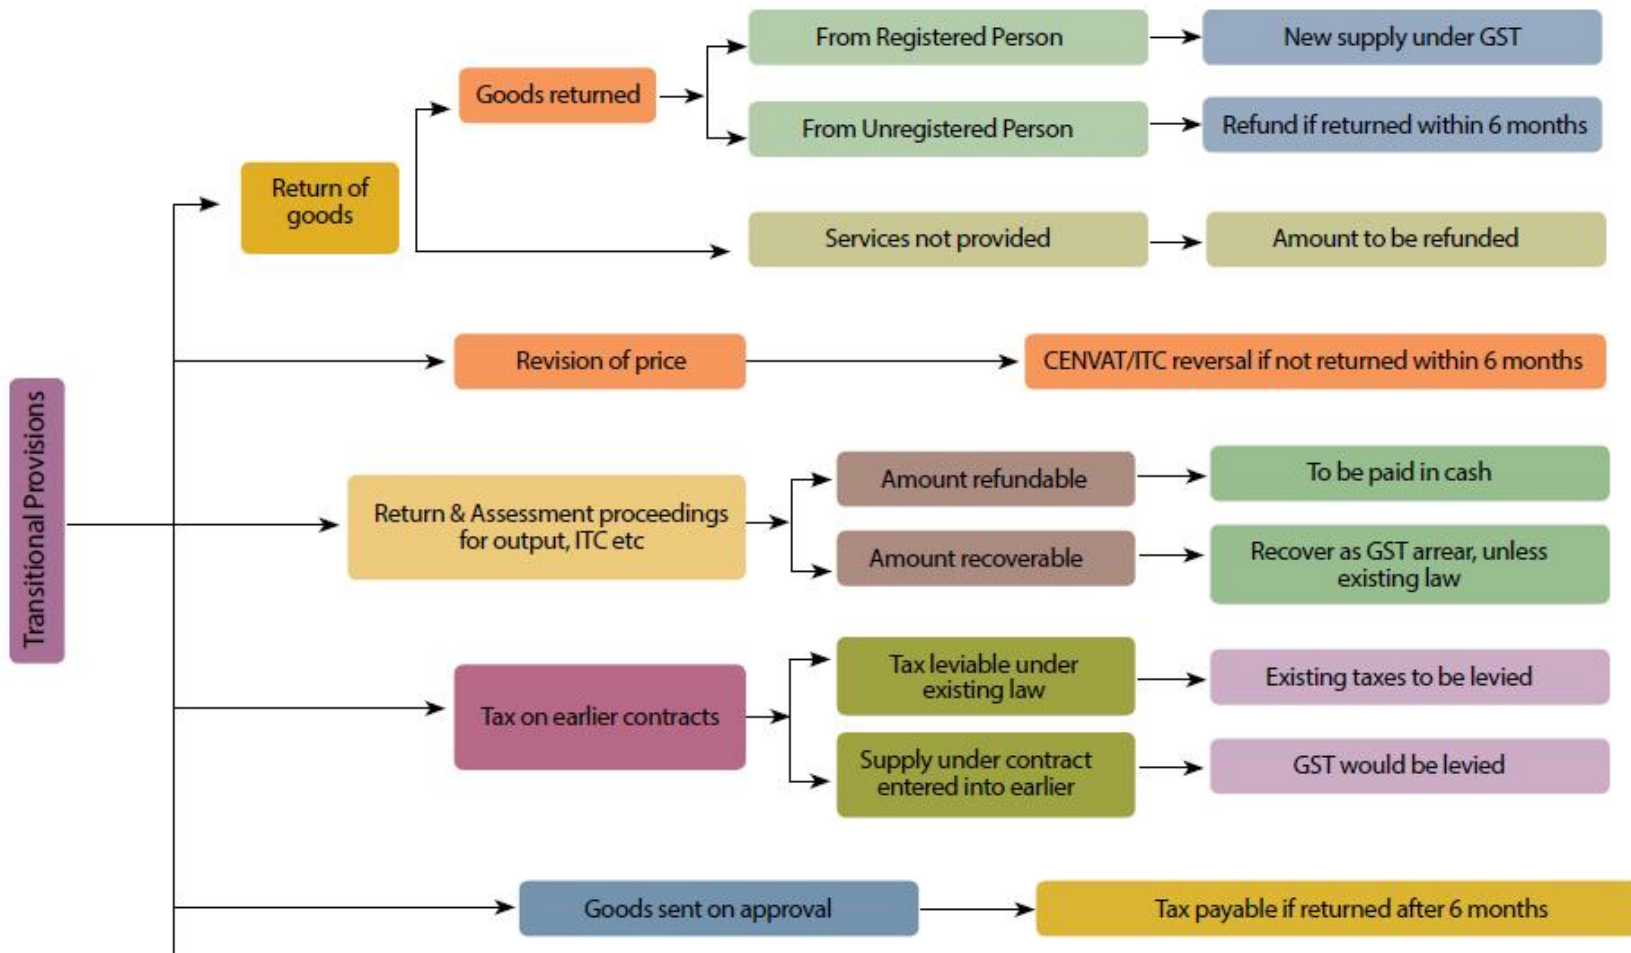 Transitional Provisions
Return of
goods
Goods returned
From Registered Person
New supply under GST
From Unregistered Person
Refund if returned within 6 months
Services not provided
Amount to be refunded
Revision of price
CENVAT/ITC reversal if not returned within 6 months
Return & Assessment proceedings
for output, ITC etc
Amount refundable
To be paid in cash
Amount recoverable
Recover as GST arrear, unless
existing law
Tax on earlier contracts
Tax leviable under
existing law
Existing taxes to be levied
Supply under contract
entered into earlier
GST would be levied
Goods sent on approval
Tax payable if returned after 6 months